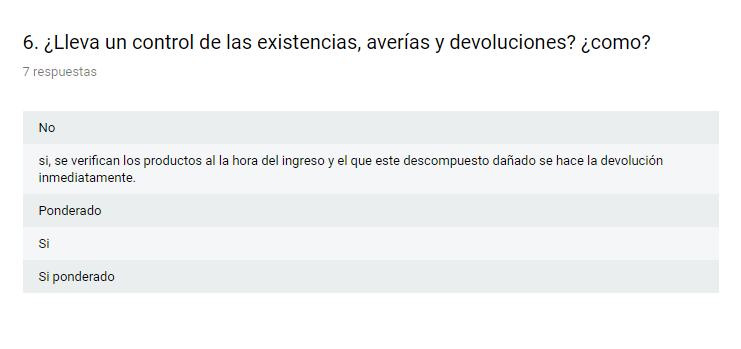 6. ¿Lleva un control de las existencias, averías y devoluciones? ¿como?
7 respuestas
No
si, se verifican los productos al la hora del ingreso y el que este descompuesto dañado se hace la devolución
inmediatamente.
Ponderado
Si
Si ponderado